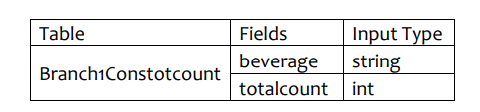 Table Fields Input Type
Branch1Constotcount beverage string
totalcount int